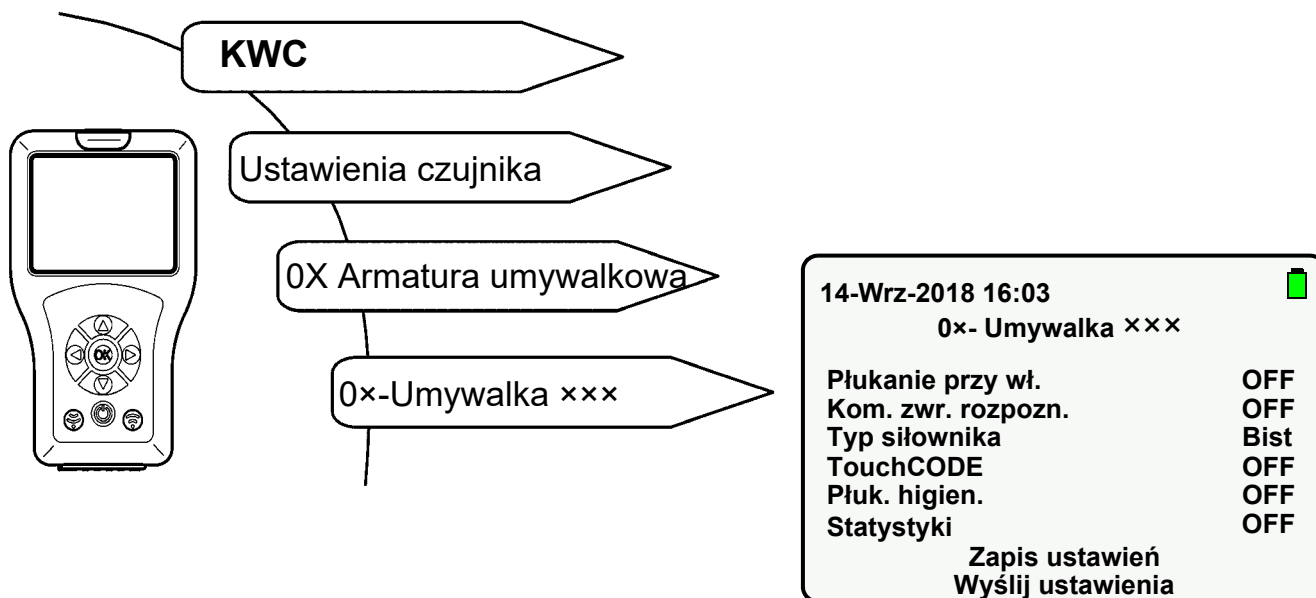 KWC
Ustawienia czujnika
0X Armatura umywalkowa
0×-Umywalka ×××
OK
14-Wrz-2018 16:03
0×- Umywalka ×××
Płukanie przy wł. OFF
Kom. zwr. rozpozn. OFF
Typ siłownika Bist
TouchCODE OFF
Płuk. higien. OFF
Statystyki OFF
Zapis ustawień
Wyślij ustawienia